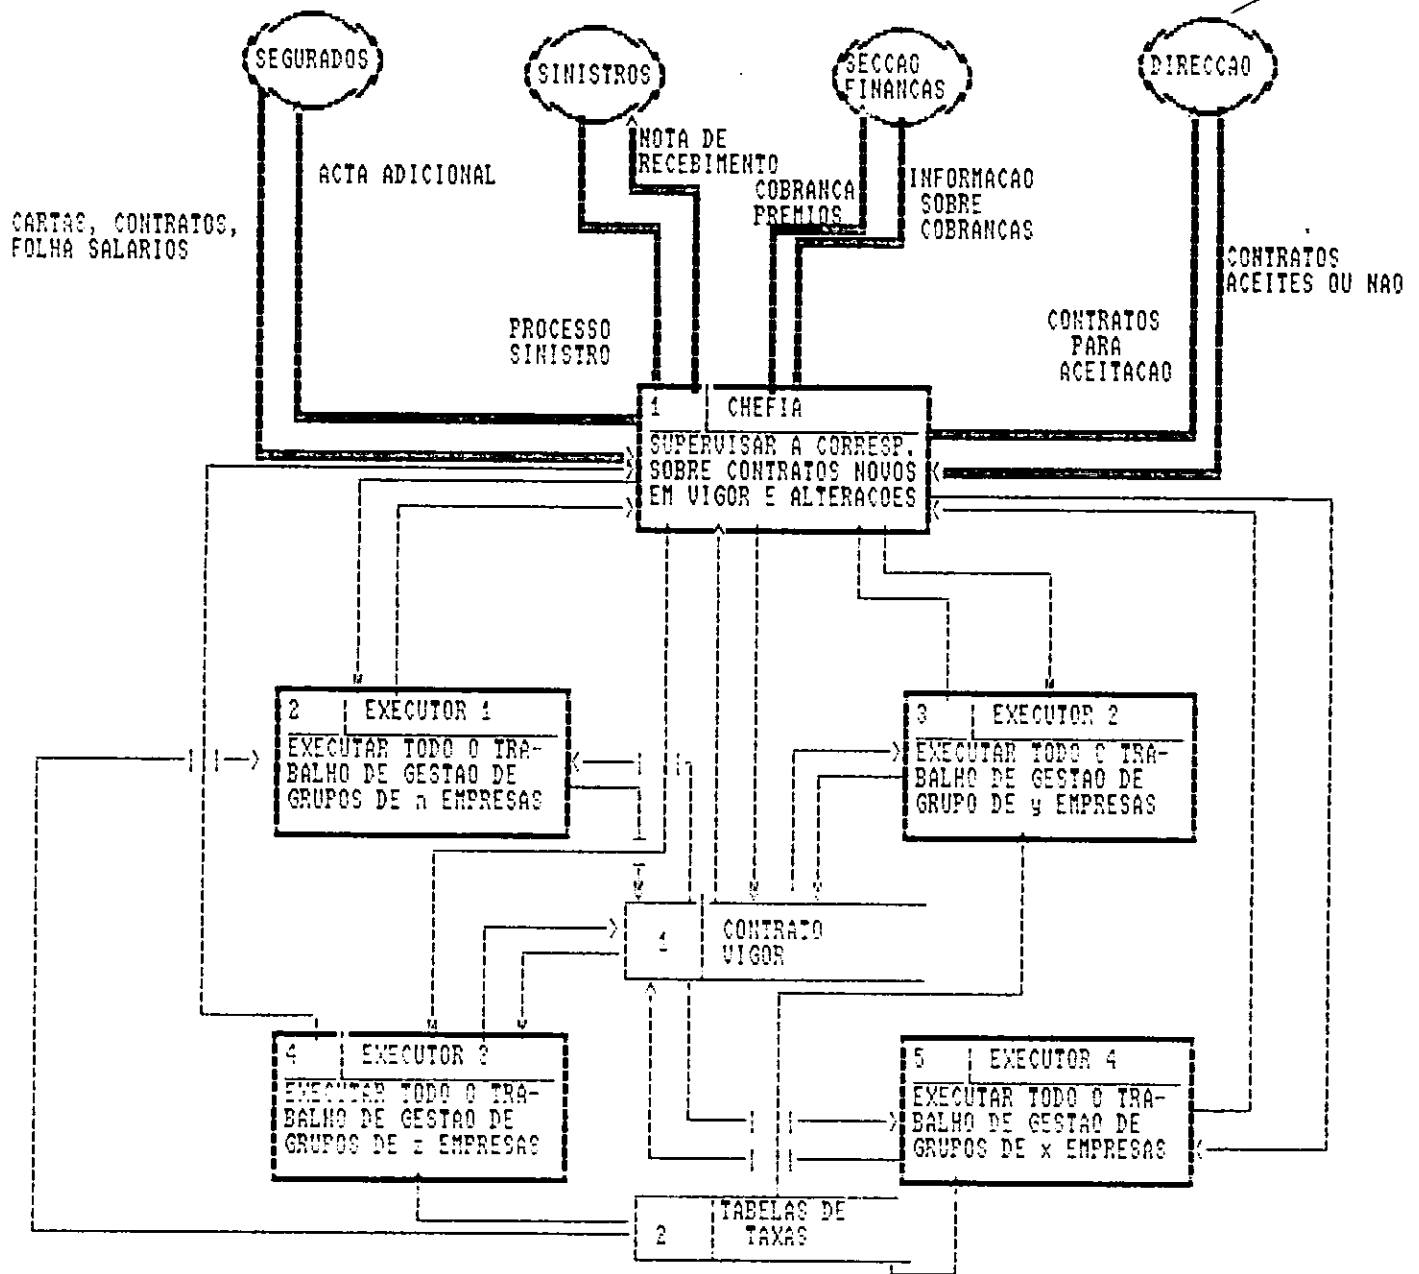 SEGURADOS
SINISTROS
SECCAO
FINANCAS
DIRECCAO
ACTA ADICIONAL
NOTA DE
RECEBIMENTO
COBRANCA
PREMIOS
INFORMACAO
SOBRE
COBRANCAS
CARTAS, CONTRATOS,
FOLHA SALARIOS
CONTRATOS
ACEITES OU NAO
PROCESSO
SINISTRO
CONTRATOS
PARA
ACEITACAO
1 CHEFIA
SUPERVISAR A CORRESP.
SOBRE CONTRATOS NOVOS
EM VIGOR E ALTERACOES
2 EXECUTOR 1
EXECUTAR TODO O TRA-
BALHO DE GESTAO DE
GRUPOS DE n EMPRESAS
3 EXECUTOR 2
EXECUTAR TODO O TRA-
BALHO DE GESTAO DE
GRUPO DE y EMPRESAS
1 CONTRATO
VIGOR
4 EXECUTOR 3
EXECUTAR TODO O TRA-
BALHO DE GESTAO DE
GRUPOS DE z EMPRESAS
5 EXECUTOR 4
EXECUTAR TODO O TRA-
BALHO DE GESTAO DE
GRUPOS DE x EMPRESAS
2 TABELAS DE
TAXAS